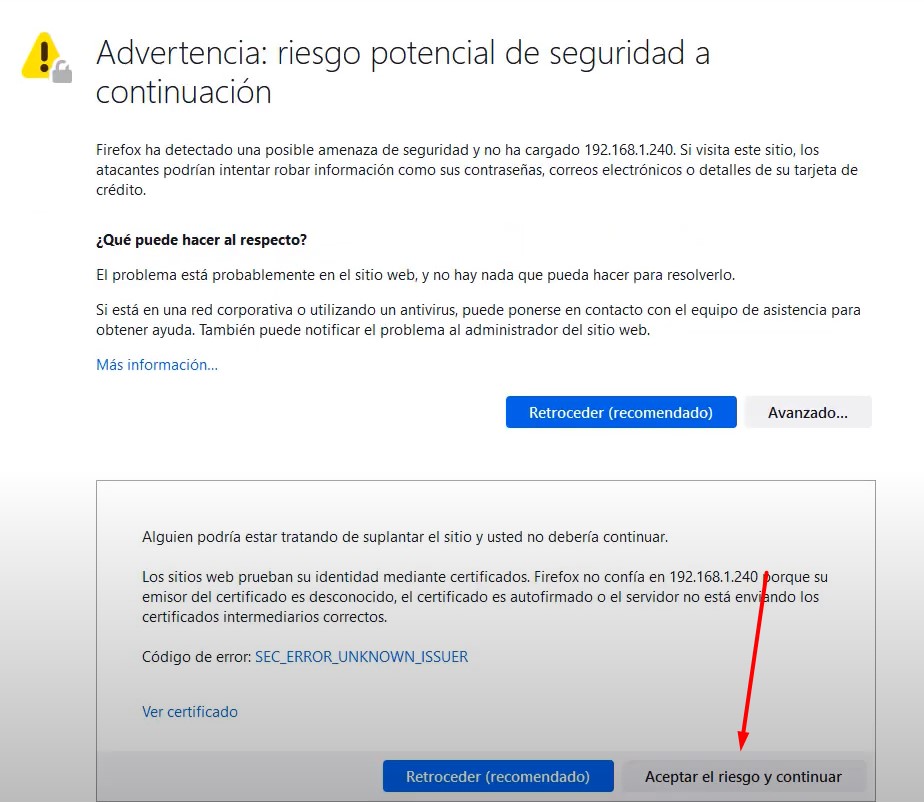 Advertencia: riesgo potencial de seguridad a
continuación
Firefox ha detectado una posible amenaza de seguridad y no ha cargado 192.168.1.240. Si visita este sitio, los
atacantes podrían intentar robar información como sus contraseñas, correos electrónicos o detalles de su tarjeta de
crédito.
¿Qué puede hacer al respecto?
El problema está probablemente en el sitio web, y no hay nada que pueda hacer para resolverlo.
Si está en una red corporativa o utilizando un antivirus, puede ponerse en contacto con el equipo de asistencia para
obtener ayuda. También puede notificar el problema al administrador del sitio web.
Más información...
Retroceder (recomendado)
Avanzado...
Alguien podría estar tratando de suplantar el sitio y usted no debería continuar.
Los sitios web prueban su identidad mediante certificados. Firefox no confía en 192.168.1.240 porque su
emisor del certificado es desconocido, el certificado es autofirmado o el servidor no está enviando los
certificados intermediarios correctos.
Código de error: SEC_ERROR_UNKNOWN_ISSUER
Ver certificado
Retroceder (recomendado)
Aceptar el riesgo y continuar